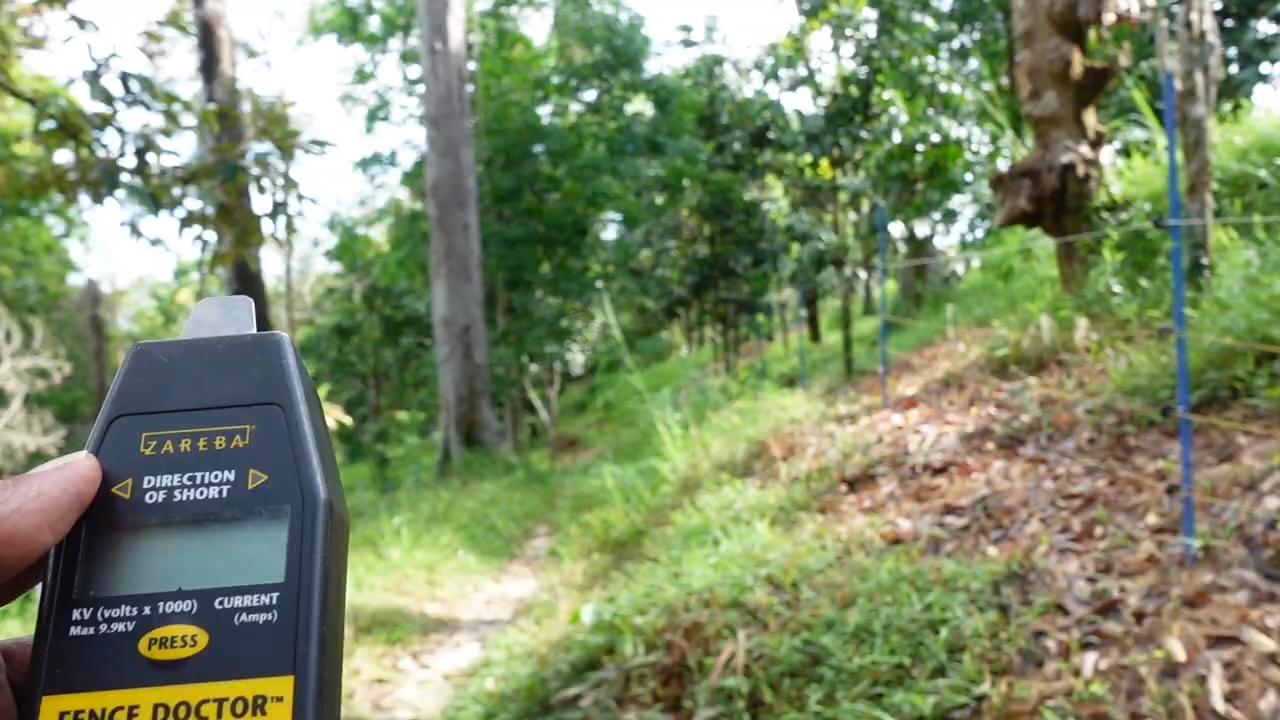 ZAREBA®
DIRECTION
OF SHORT
KV (volts x 1000)
Max 9.9KV
CURRENT
(Amps)
PRESS
FENCE DOCTOR™